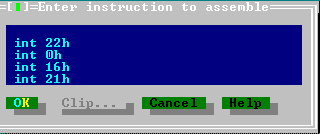 [▮]=Enter instruction to assemble
int 22h
int 0h
int 16h
int 21h
OK Clip... Cancel Help